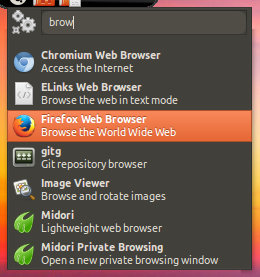 brow
Chromium Web Browser
Access the Internet
ELinks Web Browser
Browse the web in text mode
Firefox Web Browser
Browse the World Wide Web
gitg
Git repository browser
Image Viewer
Browse and rotate images
Midori
Lightweight web browser
Midori Private Browsing
Open a new private browsing window